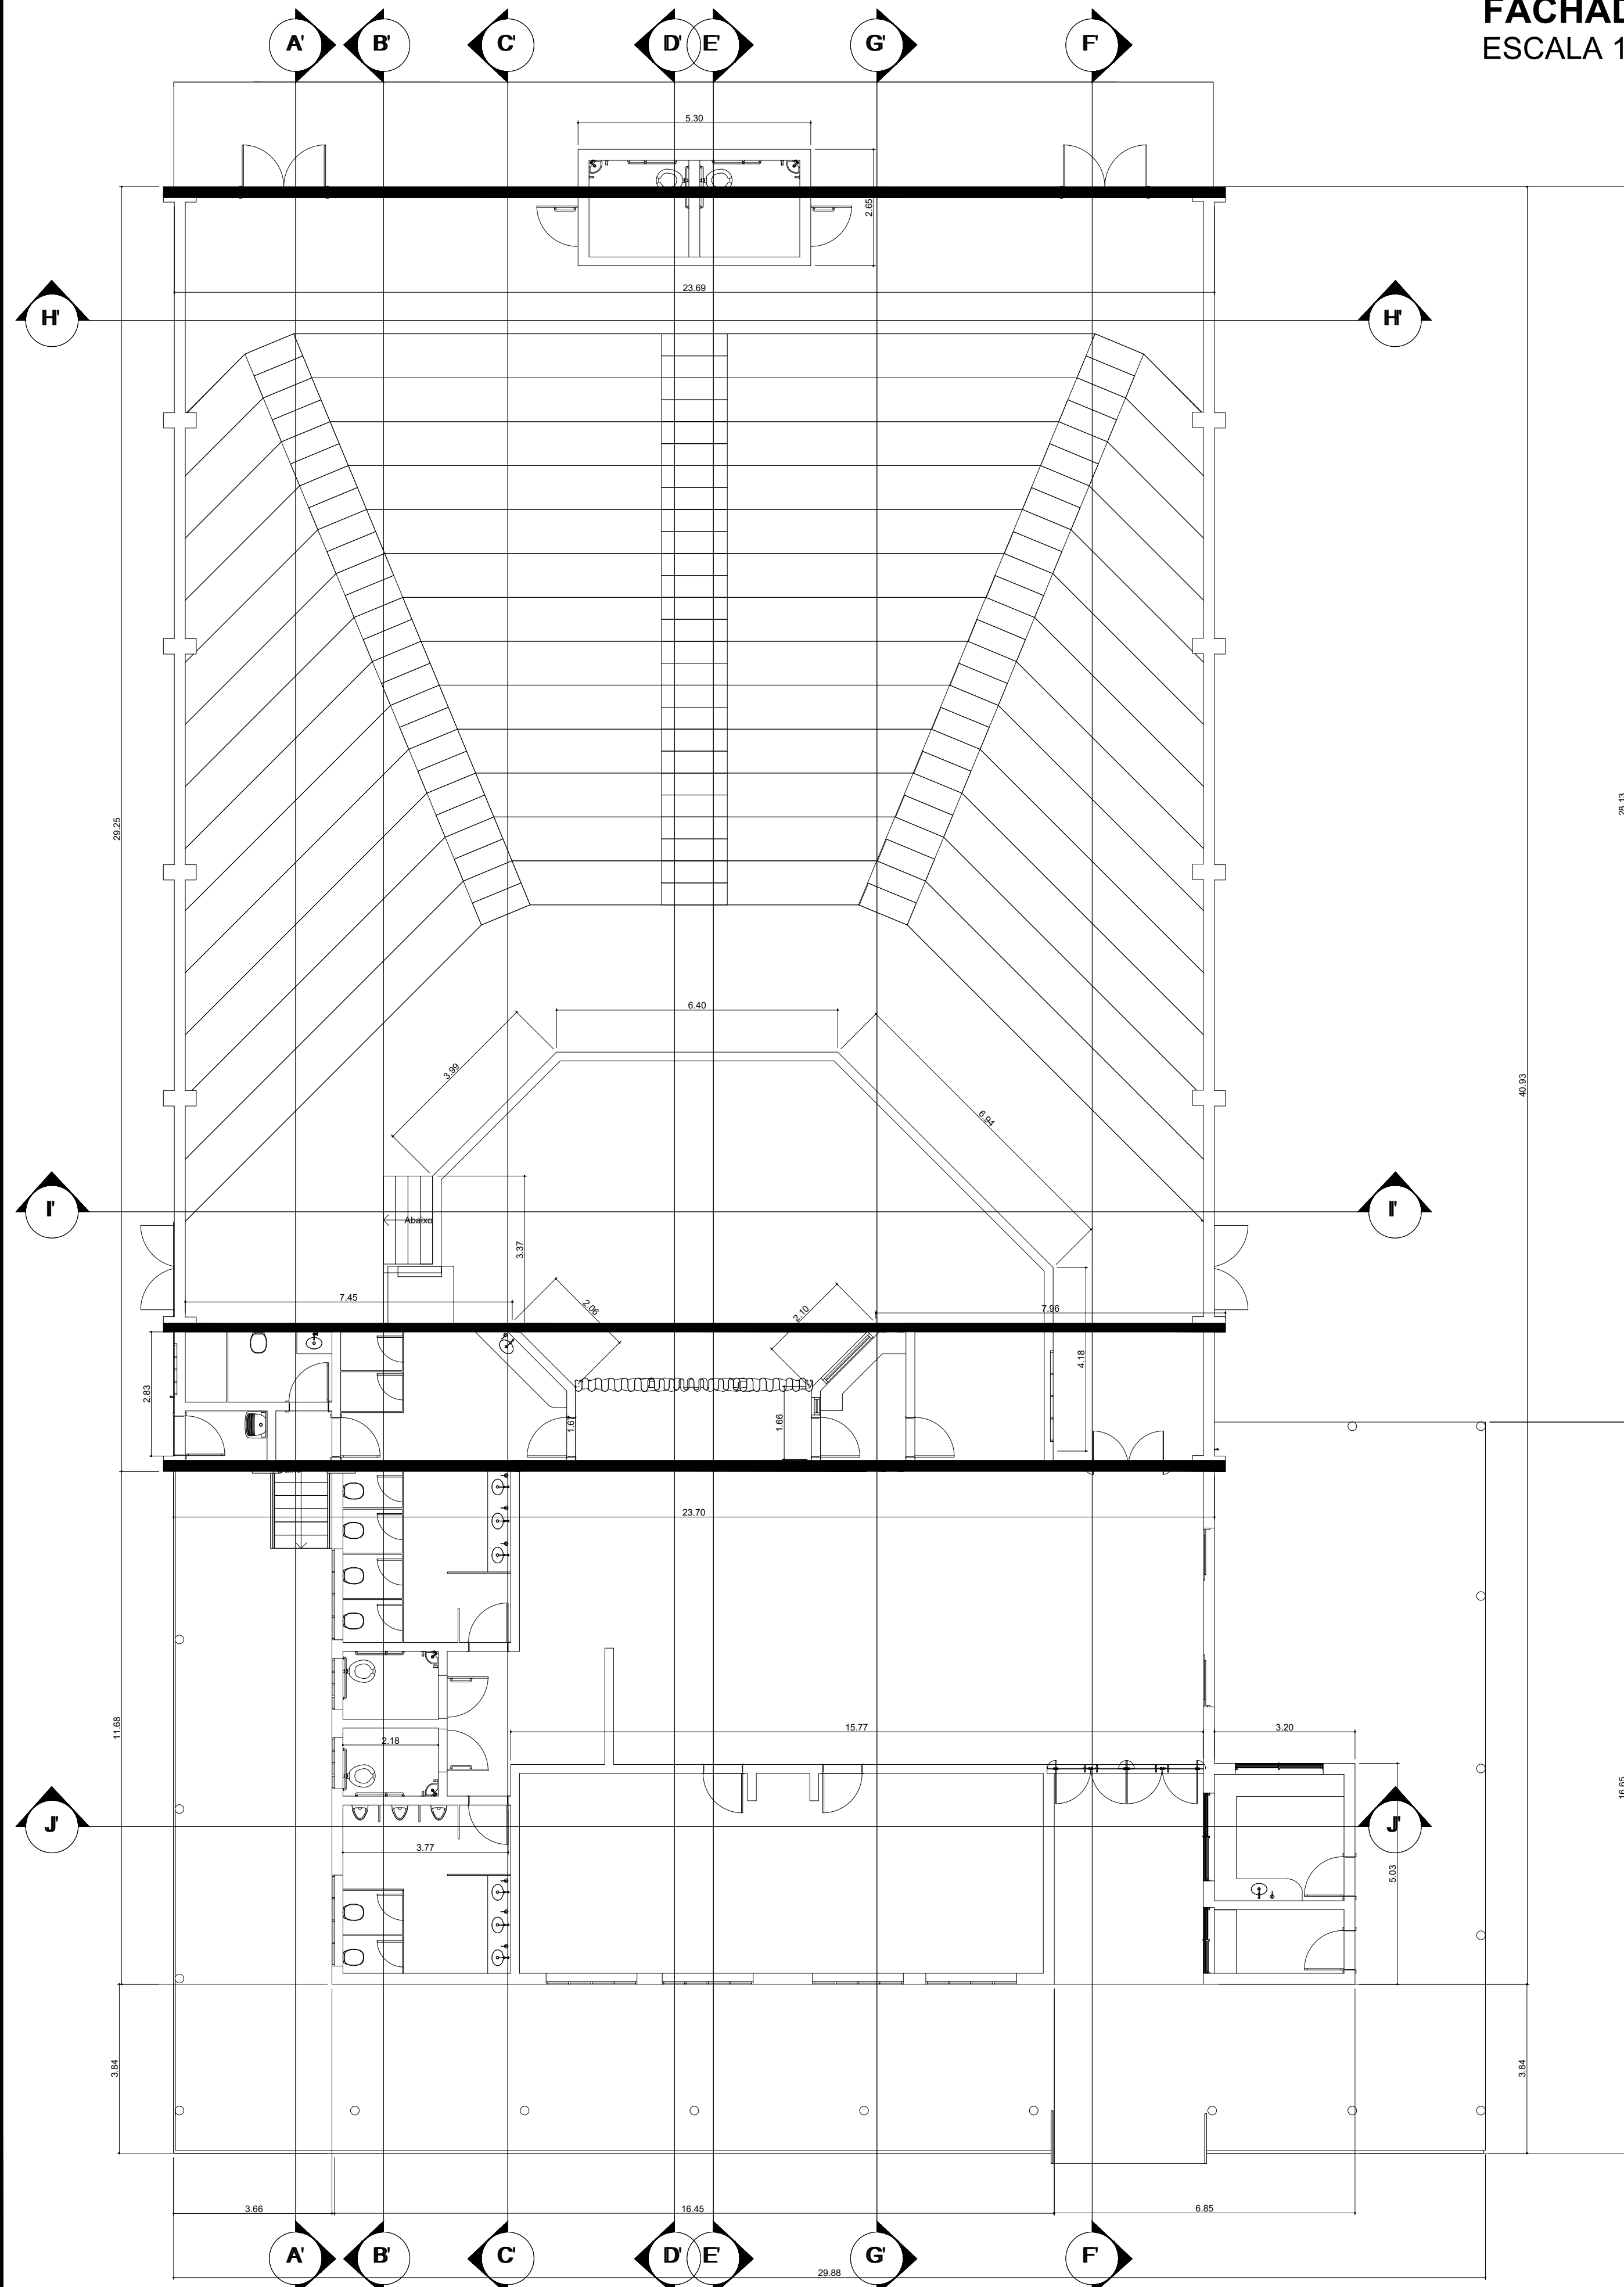 FACHAD
ESCALA 1
A'
B'
C'
D'
E'
G'
F'
5.30
2.65
23.69
H'
H'
29.25
28.13
6.40
3.99
6.94
40.93
I'
I'
Abaixo
3.37
7.45
2.06
2.10
7.96
2.83
4.18
1.67
1.66
23.70
11.68
15.77
3.20
2.18
16.65
J'
J'
3.77
5.03
3.84
3.84
3.66
16.45
6.85
A'
B'
C'
D'
E'
G'
F'
29.88